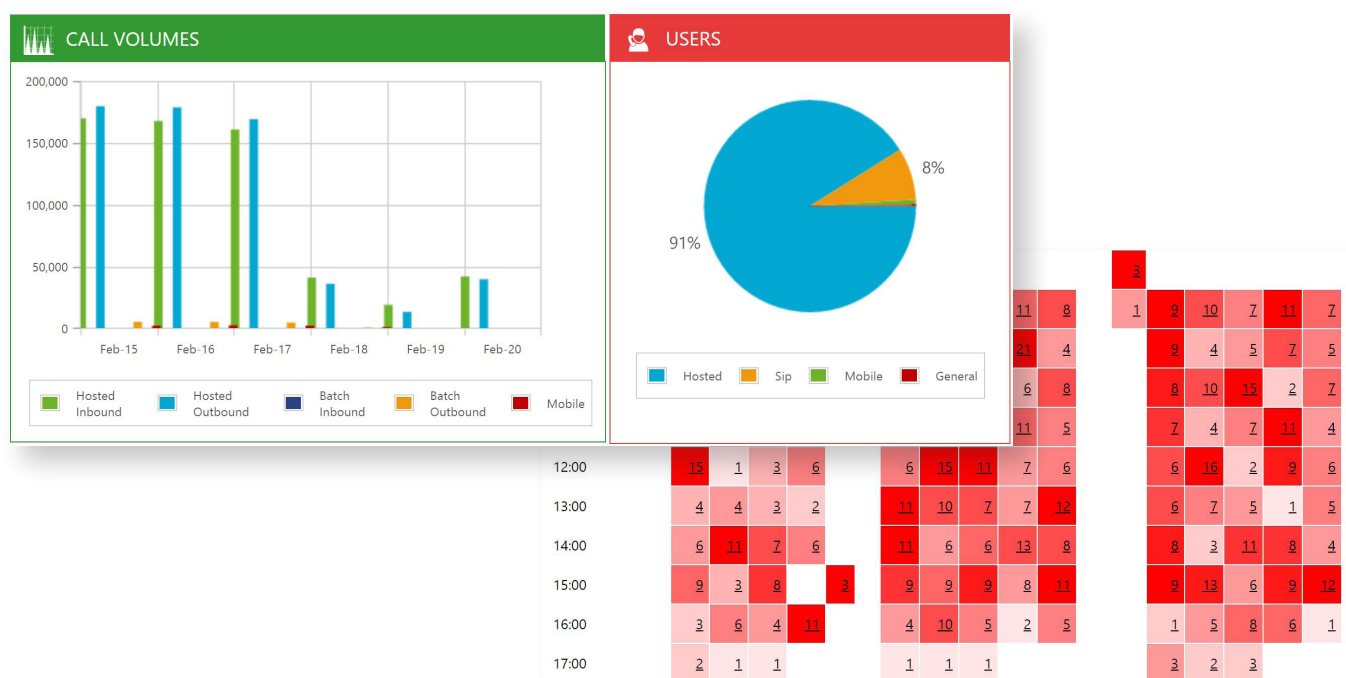 CALL VOLUMES
USERS
200,000
150,000
100,000
50,000
0
Feb-15 Feb-16 Feb-17 Feb-18 Feb-19 Feb-20
Hosted Inbound
Hosted Outbound
Batch Inbound
Batch Outbound
Mobile
8%
91%
Hosted Sip Mobile General
3
11 8 1 9 10 7 11 7
21 4 9 4 5 7 5
6 8 8 10 15 2 7
11 5 7 4 7 11 4
12:00 15 1 3 6 6 15 11 7 6 6 16 2 9 6
13:00 4 4 3 2 11 10 7 7 12 6 7 5 1 5
14:00 6 11 7 6 11 6 6 13 8 8 3 11 8 4
15:00 9 3 8 3 9 9 9 8 11 9 13 6 9 12
16:00 3 6 4 11 4 10 5 2 5 1 5 8 6 1
17:00 2 1 1 1 1 1 3 2 3